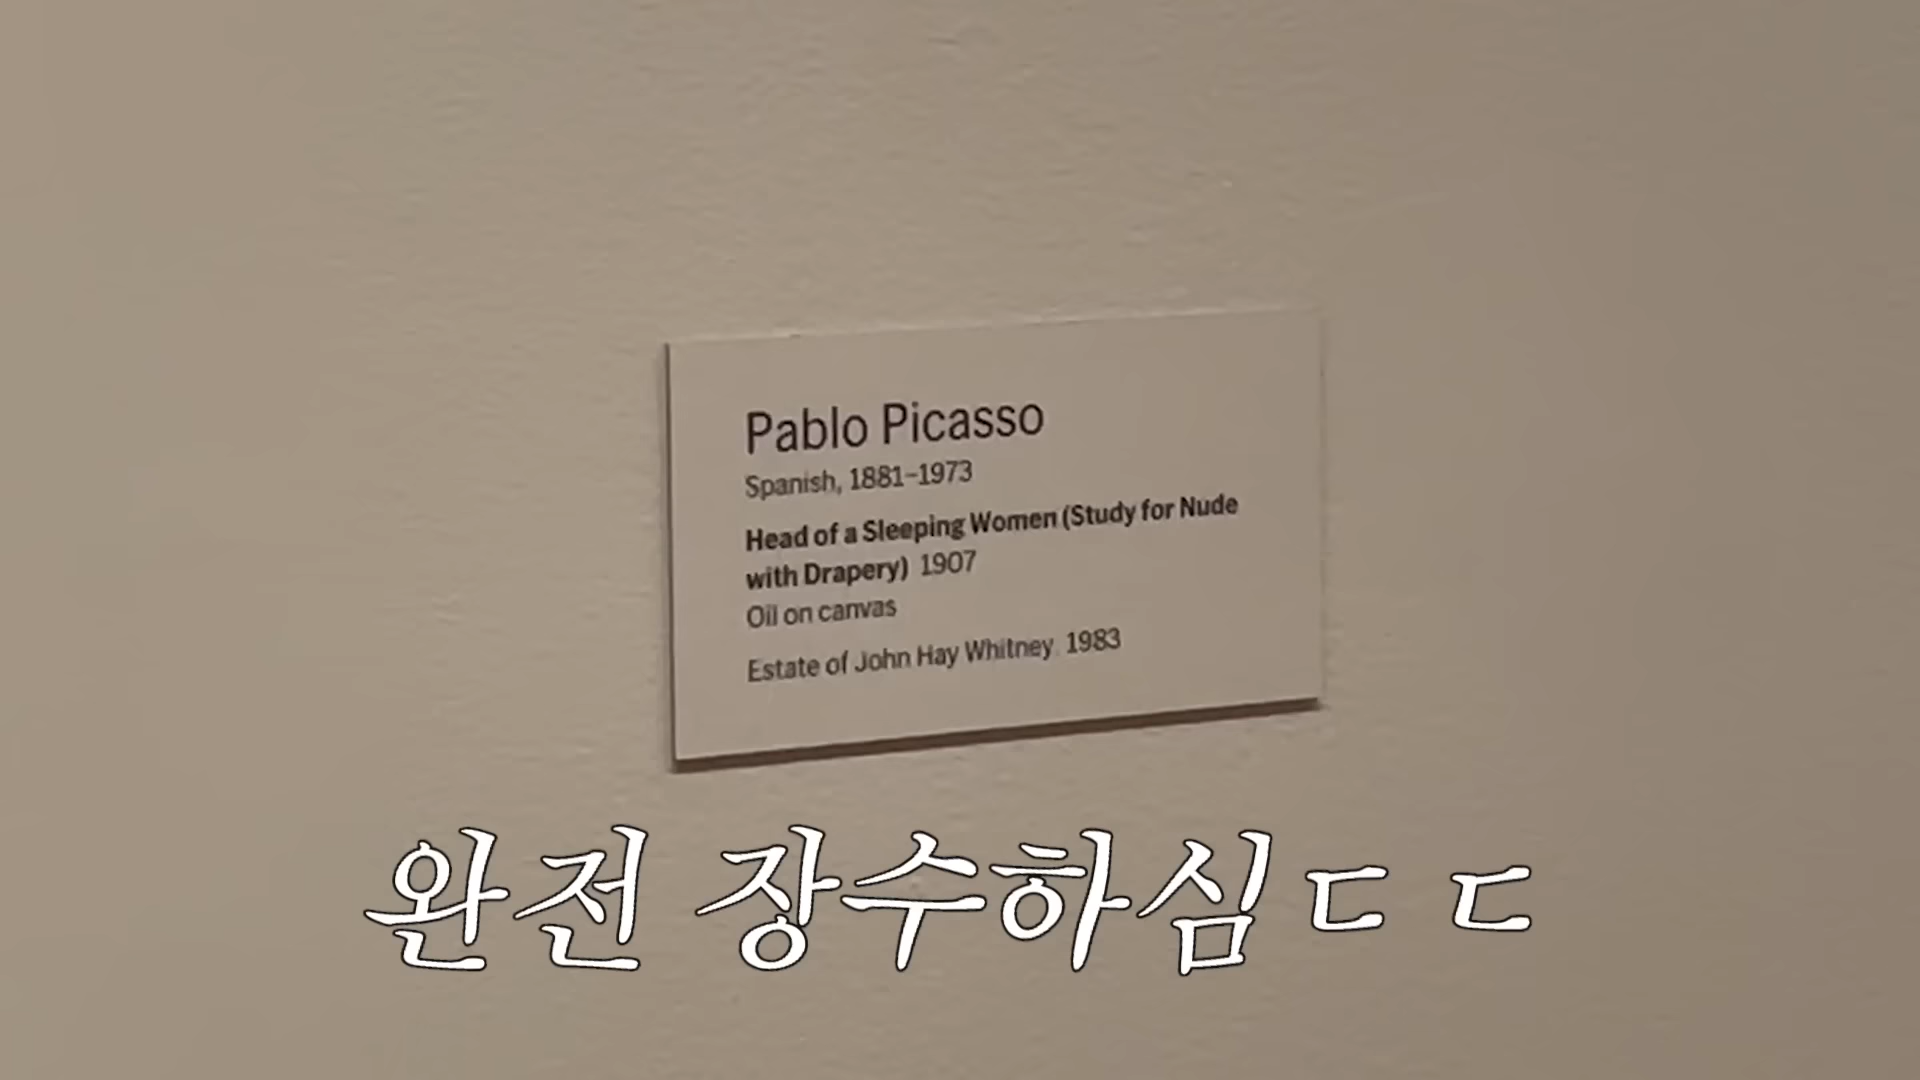 Pablo Picasso
Spanish, 1881–1973
Head of a Sleeping Women (Study for Nude
with Drapery) 1907
Oil on canvas
Estate of John Hay Whitney, 1983
완전 장수하심ㄷㄷ